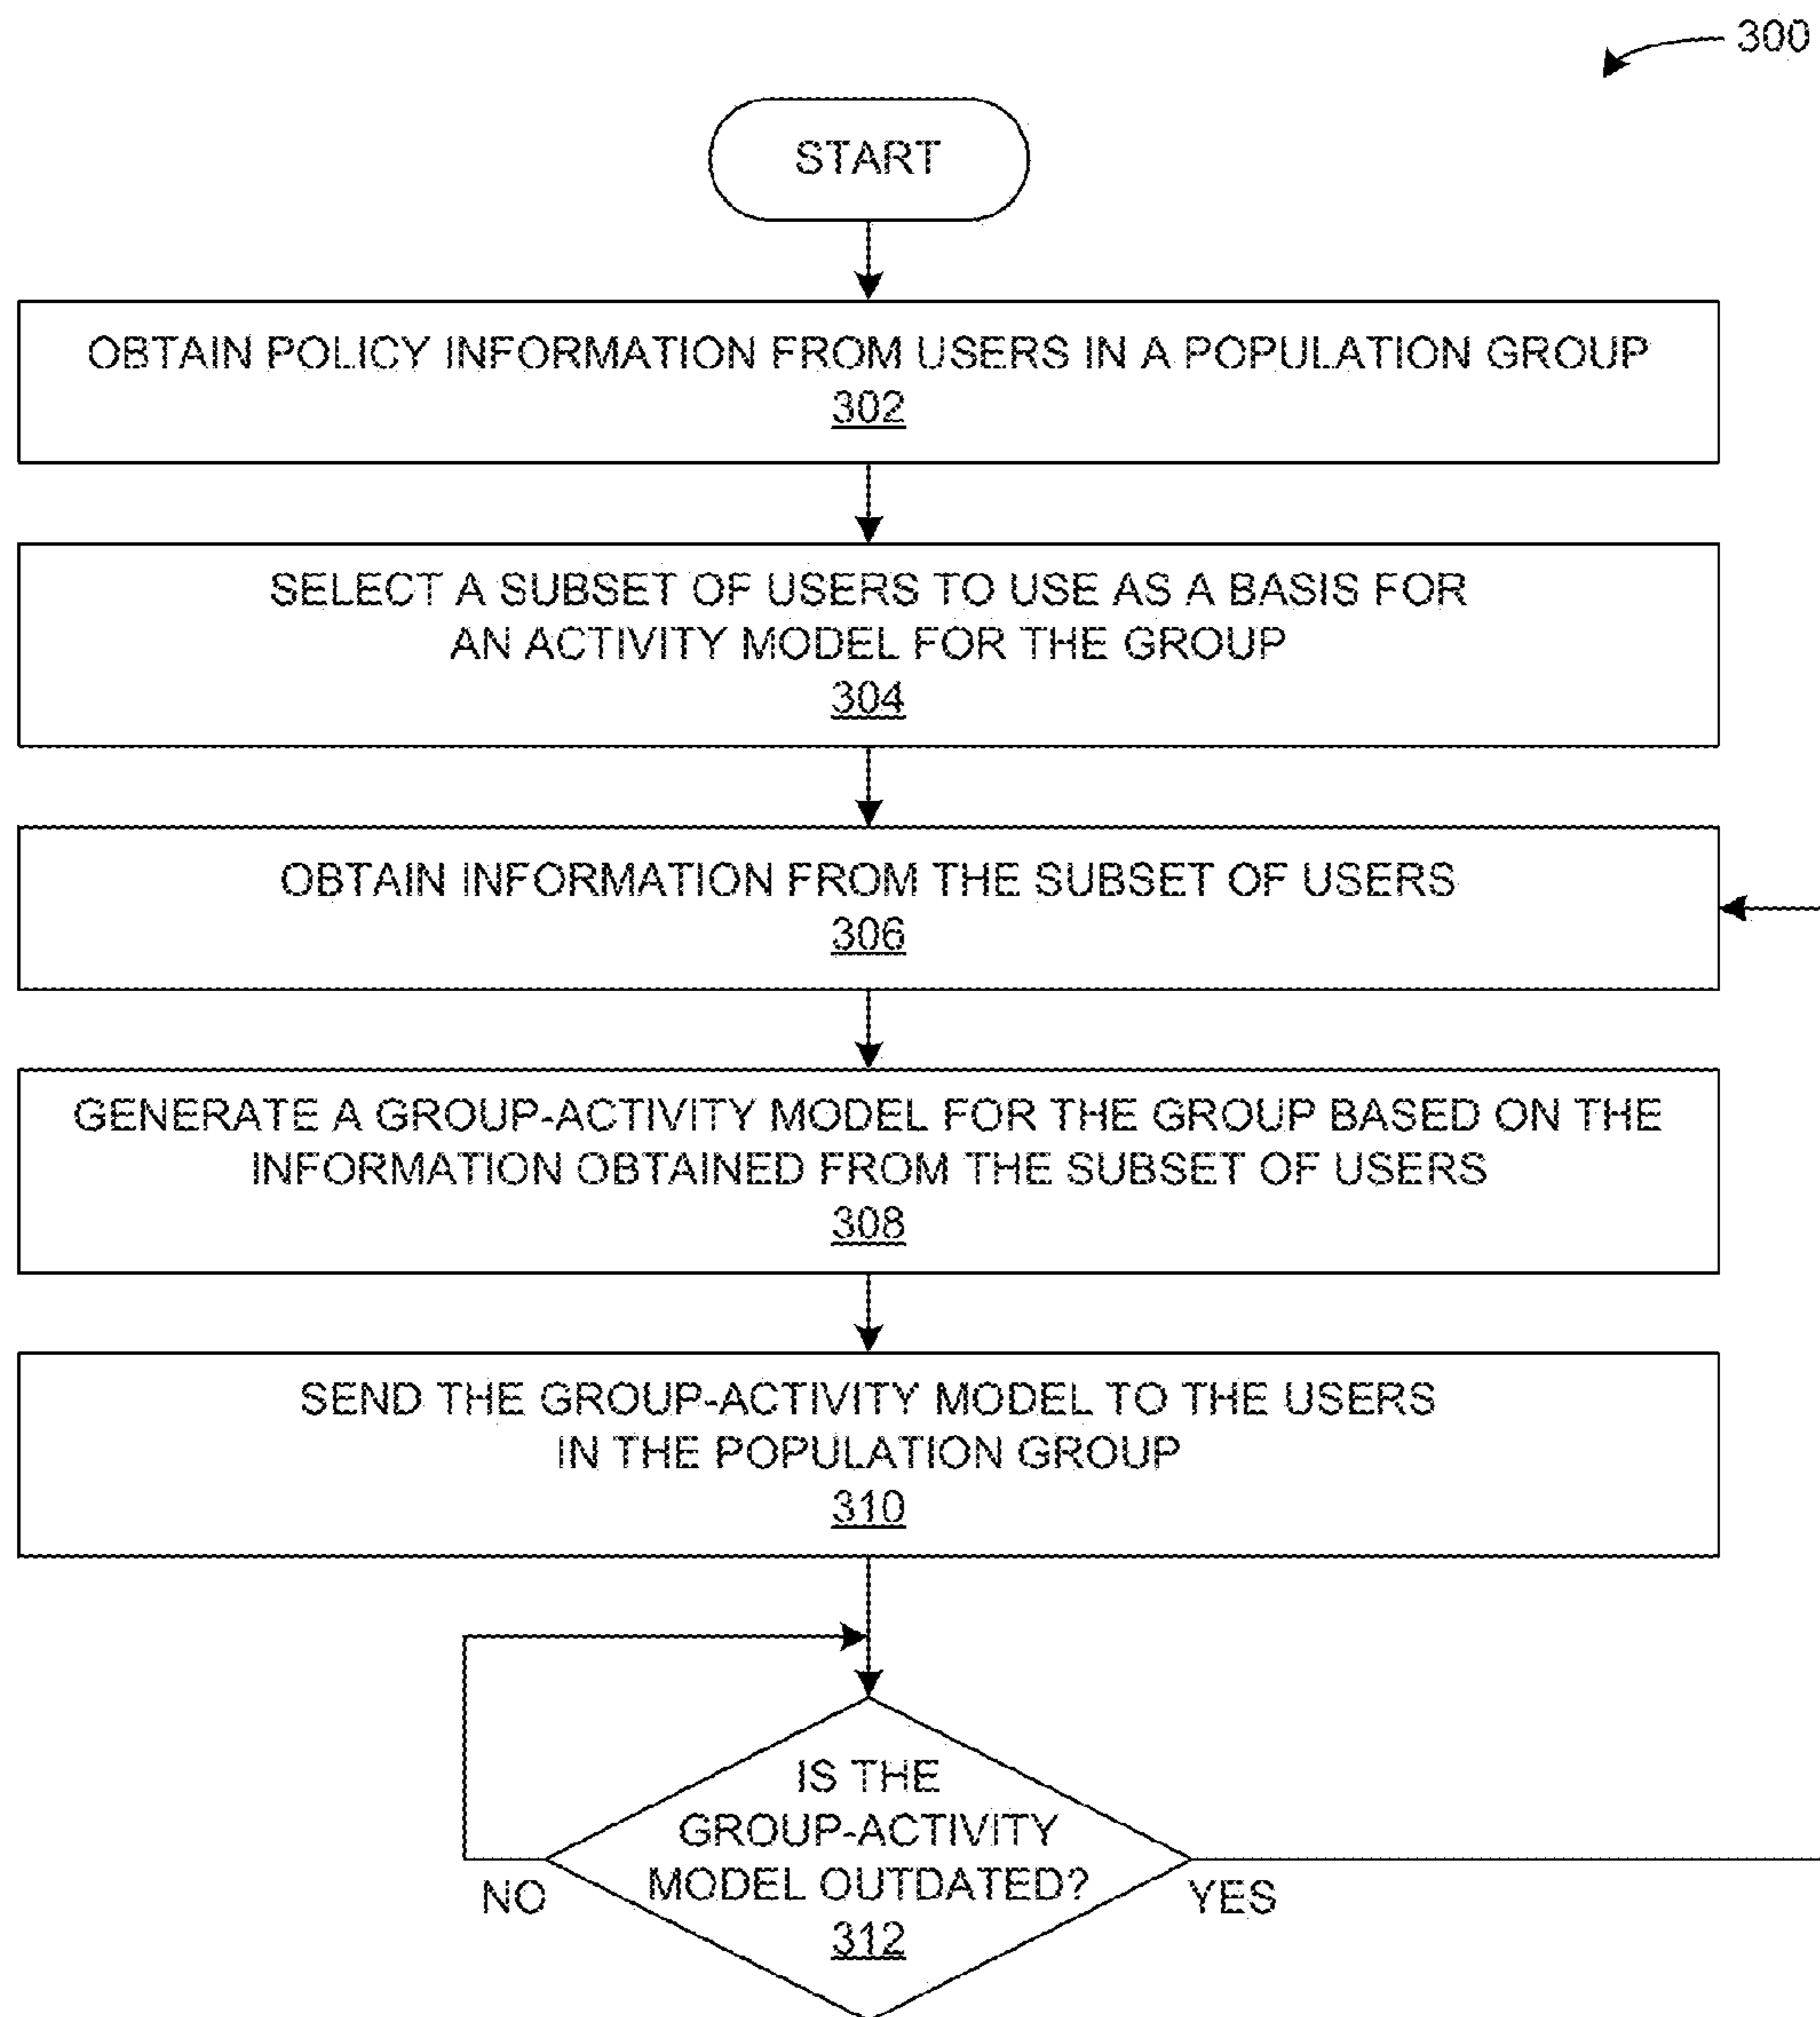 300
START
OBTAIN POLICY INFORMATION FROM USERS IN A POPULATION GROUP
302
SELECT A SUBSET OF USERS TO USE AS A BASIS FOR
AN ACTIVITY MODEL FOR THE GROUP
304
OBTAIN INFORMATION FROM THE SUBSET OF USERS
306
GENERATE A GROUP-ACTIVITY MODEL FOR THE GROUP BASED ON THE
INFORMATION OBTAINED FROM THE SUBSET OF USERS
308
SEND THE GROUP-ACTIVITY MODEL TO THE USERS
IN THE POPULATION GROUP
310
IS THE
GROUP-ACTIVITY
MODEL OUTDATED?
312
NO
YES